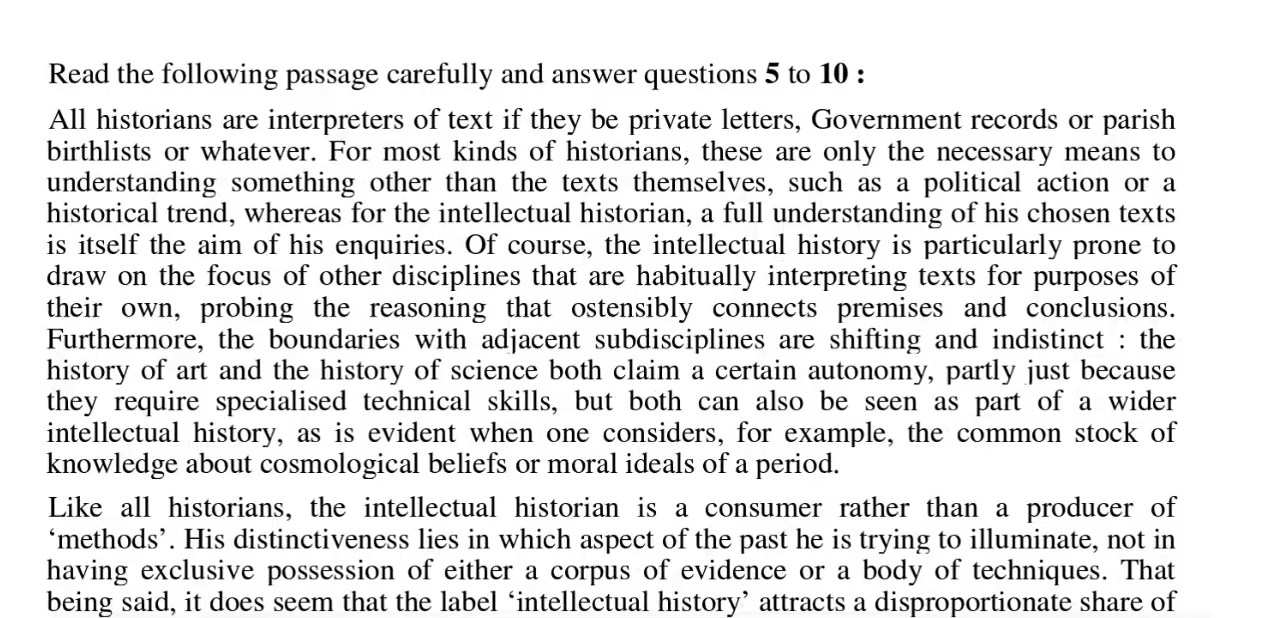 Read the following passage carefully and answer questions 5 to 10 :
All historians are interpreters of text if they be private letters, Government records or parish
birthlists or whatever. For most kinds of historians, these are only the necessary means to
understanding something other than the texts themselves, such as a political action or a
historical trend, whereas for the intellectual historian, a full understanding of his chosen texts
is itself the aim of his enquiries. Of course, the intellectual history is particularly prone to
draw on the focus of other disciplines that are habitually interpreting texts for purposes of
their own, probing the reasoning that ostensibly connects premises and conclusions.
Furthermore, the boundaries with adjacent subdisciplines are shifting and indistinct : the
history of art and the history of science both claim a certain autonomy, partly just because
they require specialised technical skills, but both can also be seen as part of a wider
intellectual history, as is evident when one considers, for example, the common stock of
knowledge about cosmological beliefs or moral ideals of a period.
Like all historians, the intellectual historian is a consumer rather than a producer of
‘methods’. His distinctiveness lies in which aspect of the past he is trying to illuminate, not in
having exclusive possession of either a corpus of evidence or a body of techniques. That
being said, it does seem that the label ‘intellectual history’ attracts a disproportionate share of